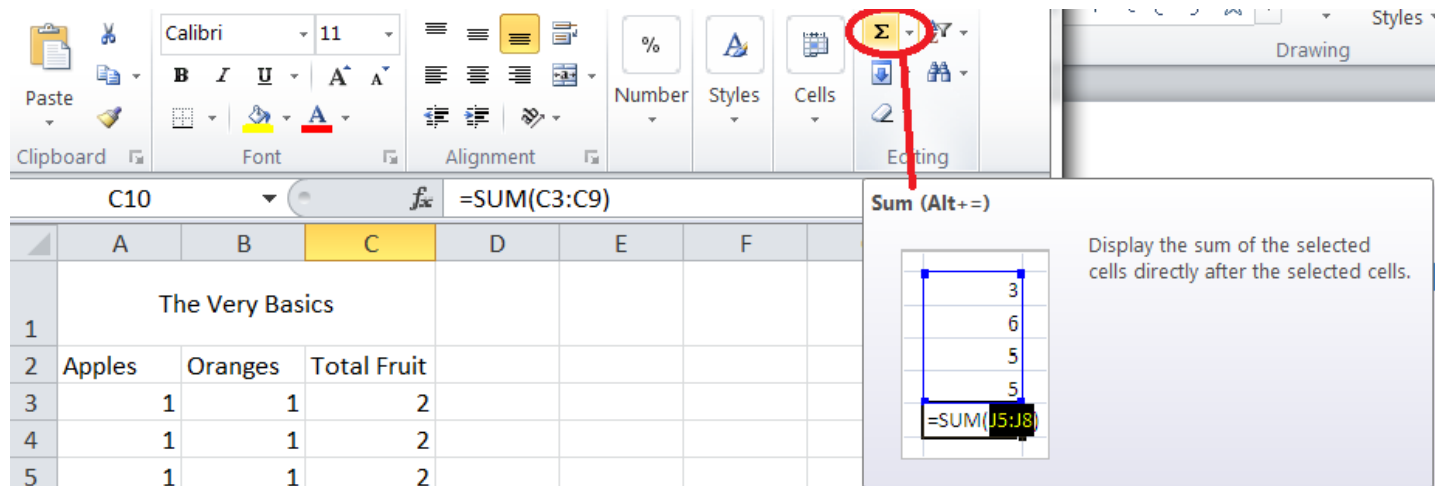 Calibri 11
Styles
Drawing
B I U A A
%
A
Σ
Paste
Number Styles Cells
A
Clipboard Font Alignment Editing
C10 fx =SUM(C3:C9)
A B C D E F
1 The Very Basics
2 Apples Oranges Total Fruit
3 1 1 2
4 1 1 2
5 1 1 2
Sum (Alt+=)
Display the sum of the selected
cells directly after the selected cells.
3
6
5
5
=SUM(J5:J8)